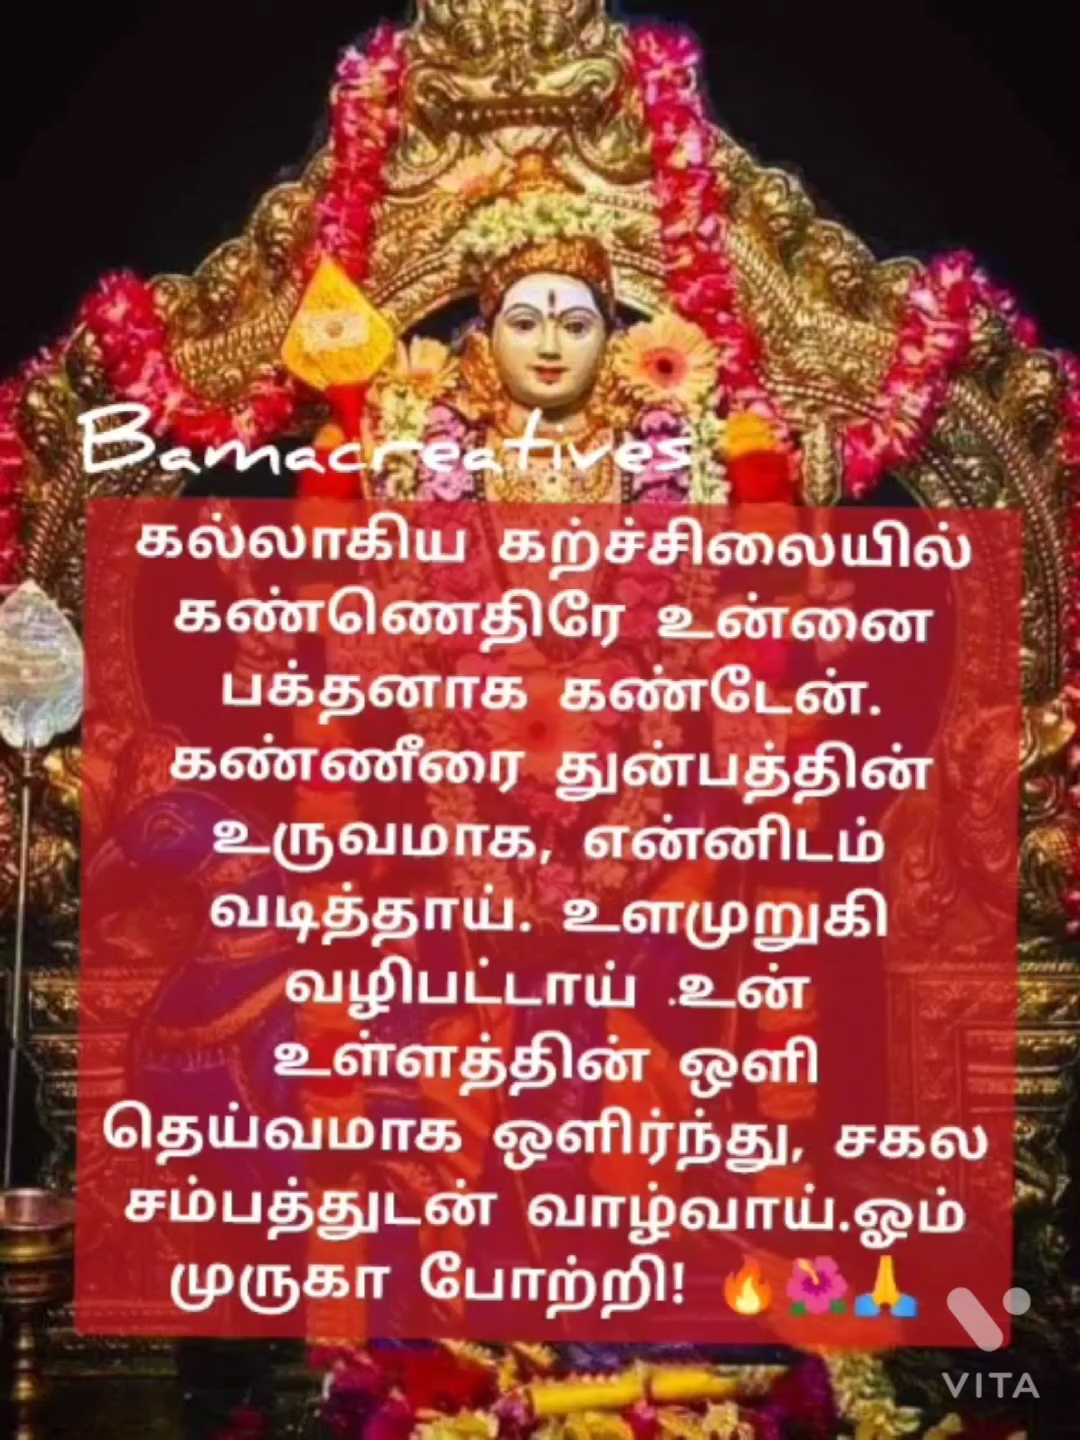 Bamacreatives
கல்லாகிய கற்ச்சிலையில்
கண்ணெதிரே உன்னை
பக்தனாக கண்டேன்.
கண்ணீரை துன்பத்தின்
உருவமாக, என்னிடம்
வடித்தாய். உளமுறுகி
வழிபட்டாய் .உன்
உள்ளத்தின் ஒளி
தெய்வமாக ஒளிர்ந்து, சகல
சம்பத்துடன் வாழ்வாய்.ஓம்
முருகா போற்றி! 🔥🌺🙏
VITA